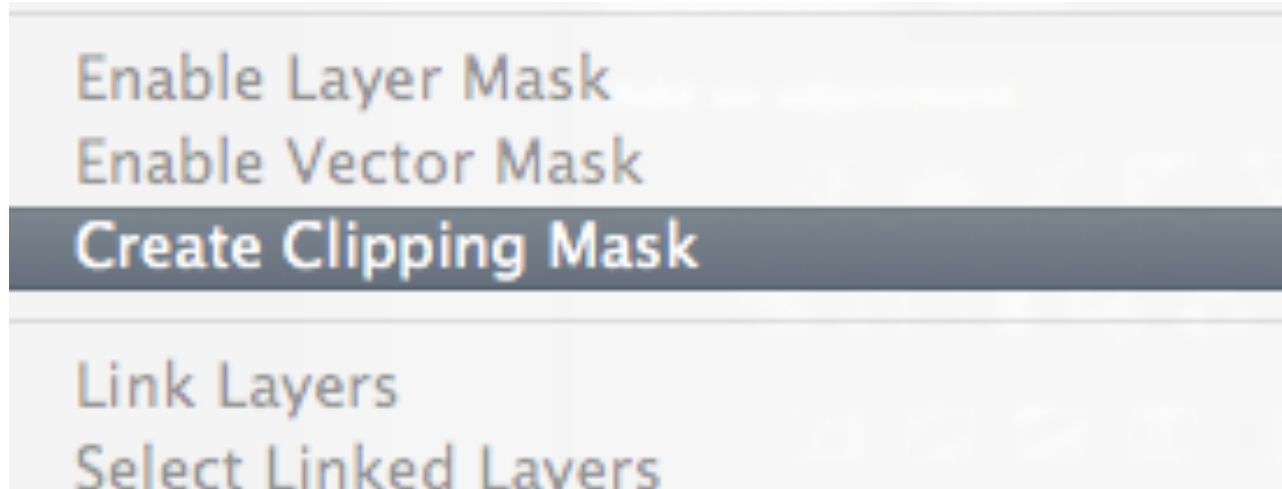 Enable Layer Mask
Enable Vector Mask
Create Clipping Mask
Link Layers
Select Linked Layers